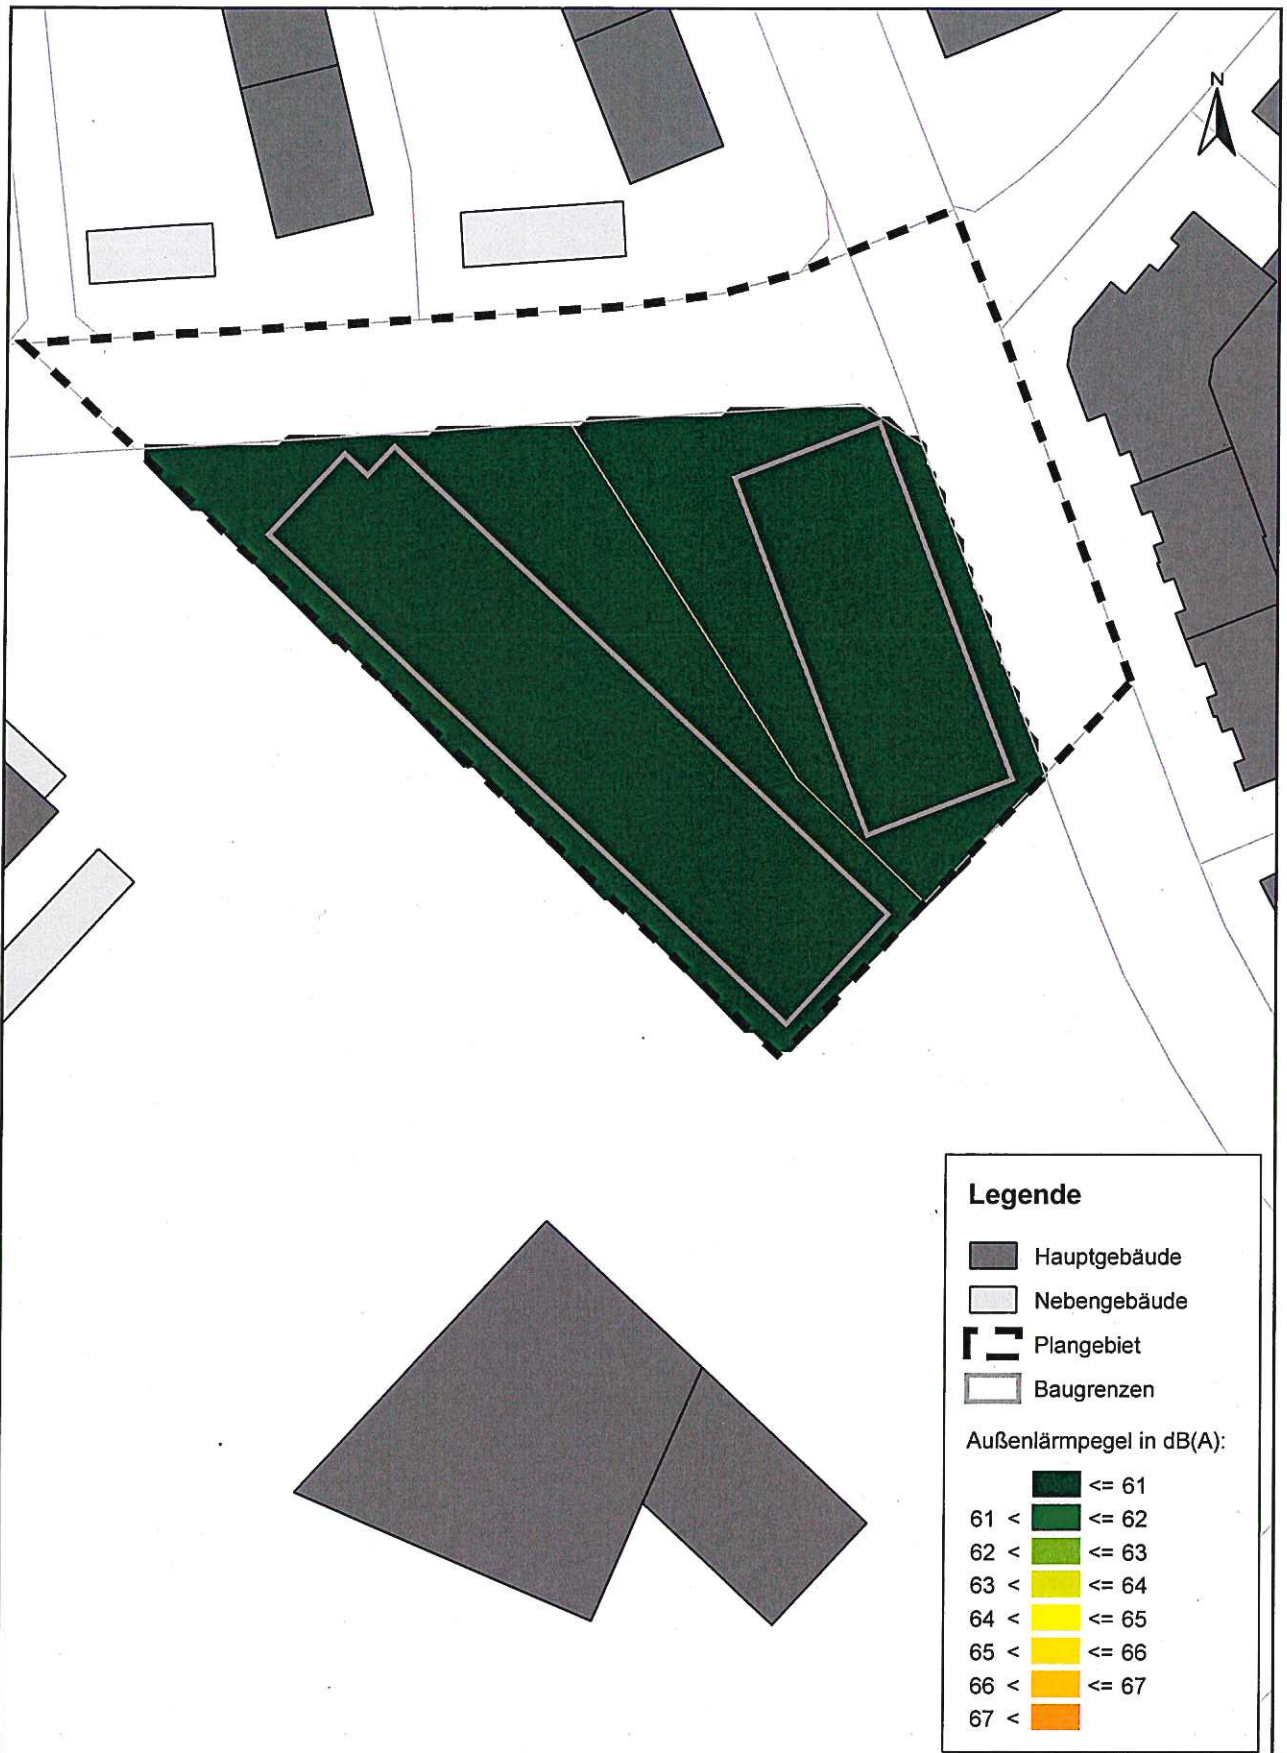 N
Legende
Hauptgebäude
Nebengebäude
Plangebiet
Baugrenzen
Außenlärmpegel in dB(A):
<= 61
61 < <= 62
62 < <= 63
63 < <= 64
64 < <= 65
65 < <= 66
66 < <= 67
67 <